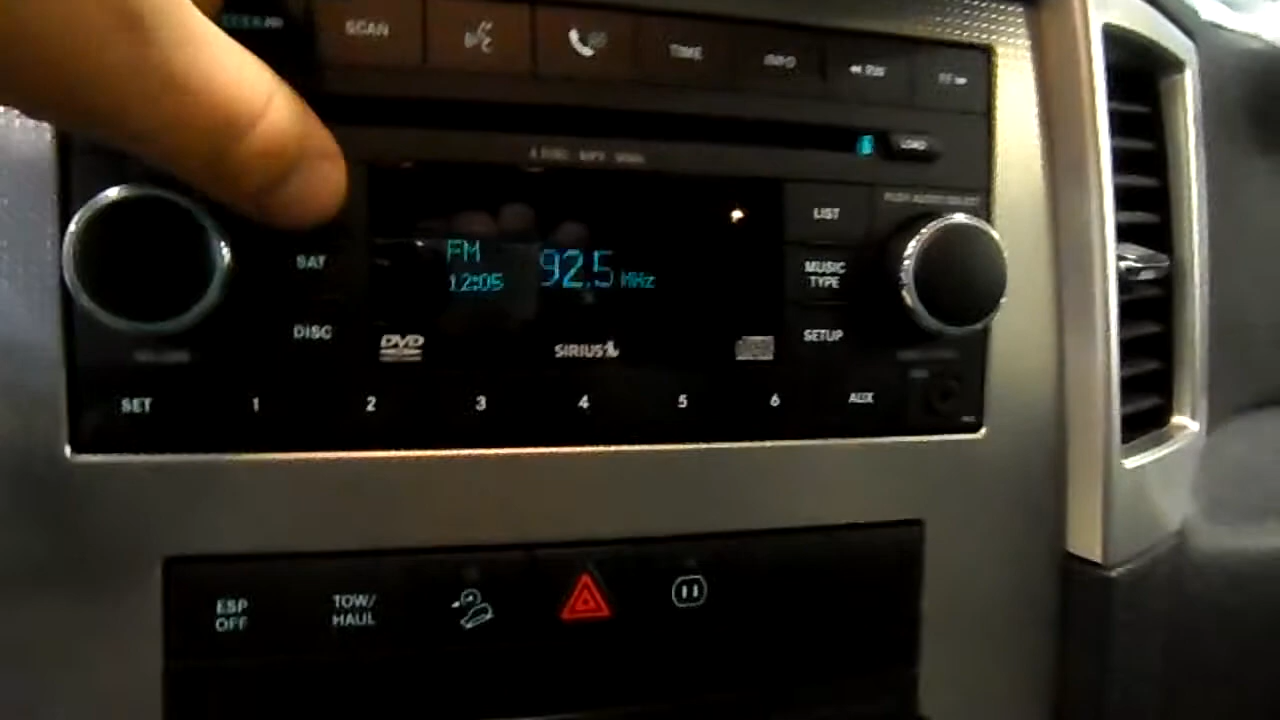 SCAN
TIME
INFO
◄◄ RW
FF ►►
LOAD
LIST
SAT
FM
12:05
92.5 MHz
MUSIC
TYPE
DISC
DVD
SIRIUS
SETUP
SET
1
2
3
4
5
6
AUX
ESP
OFF
TOW/
HAUL